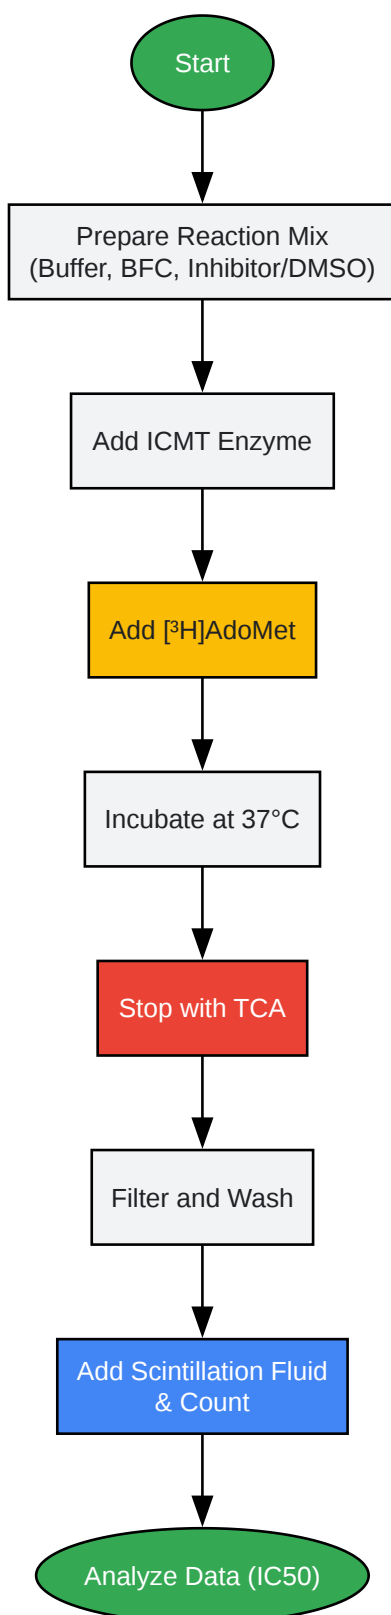 Start
Prepare Reaction Mix
(Buffer, BFC, Inhibitor/DMSO)
Add ICMT Enzyme
Add [³H]AdoMet
Incubate at 37°C
Stop with TCA
Filter and Wash
Add Scintillation Fluid
& Count
Analyze Data (IC50)